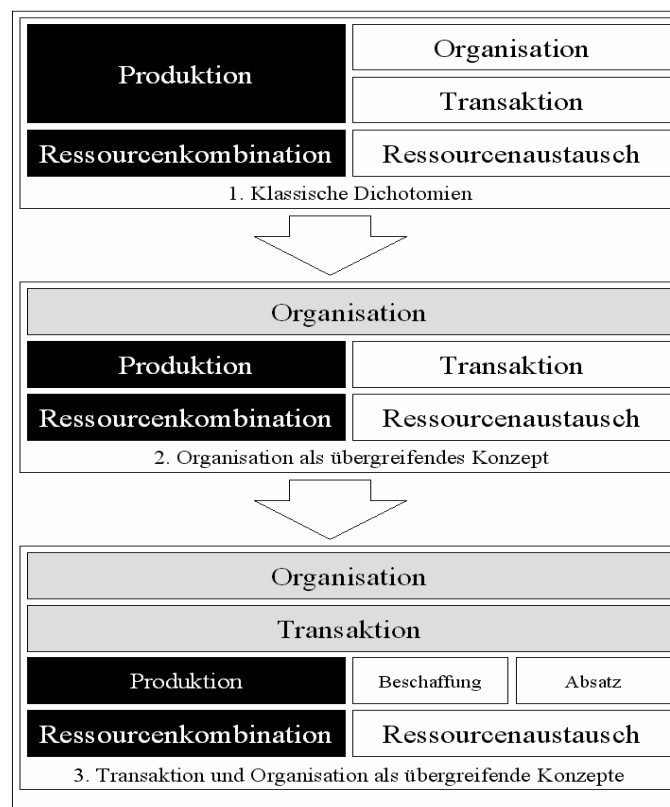 Produktion
Organisation
Transaktion
Ressourcenkombination
Ressourcenaustausch
1. Klassische Dichotomien
Organisation
Produktion
Transaktion
Ressourcenkombination
Ressourcenaustausch
2. Organisation als übergreifendes Konzept
Organisation
Transaktion
Produktion
Beschaffung
Absatz
Ressourcenkombination
Ressourcenaustausch
3. Transaktion und Organisation als übergreifende Konzepte